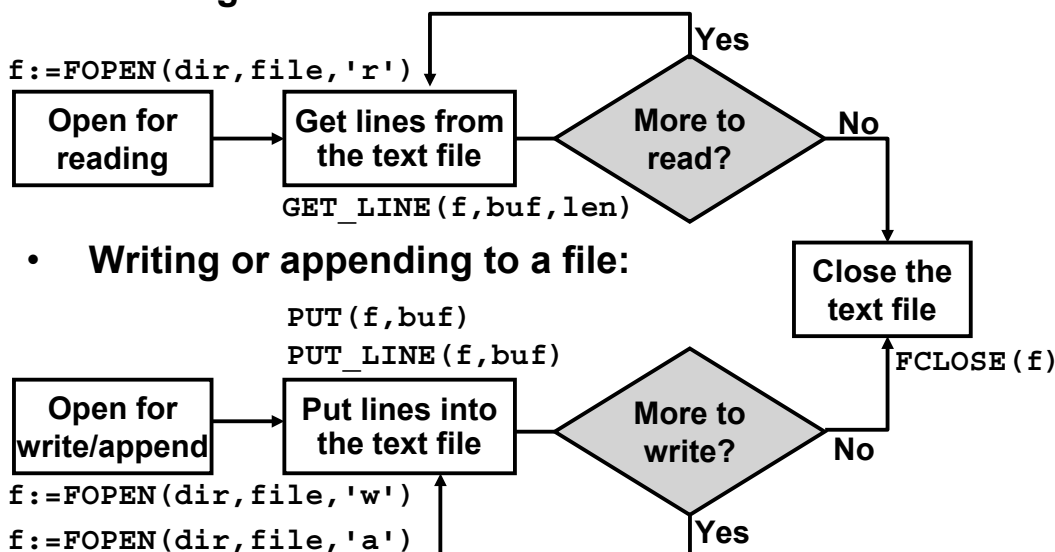 Yes
f:=FOPEN(dir,file,'r')
Open for
reading
Get lines from
the text file
More to
read?
No
GET_LINE(f,buf,len)
• Writing or appending to a file:
Close the
text file
PUT(f,buf)
PUT_LINE(f,buf)
FCLOSE(f)
Open for
write/append
Put lines into
the text file
More to
write?
No
f:=FOPEN(dir,file,'w')
f:=FOPEN(dir,file,'a')
Yes